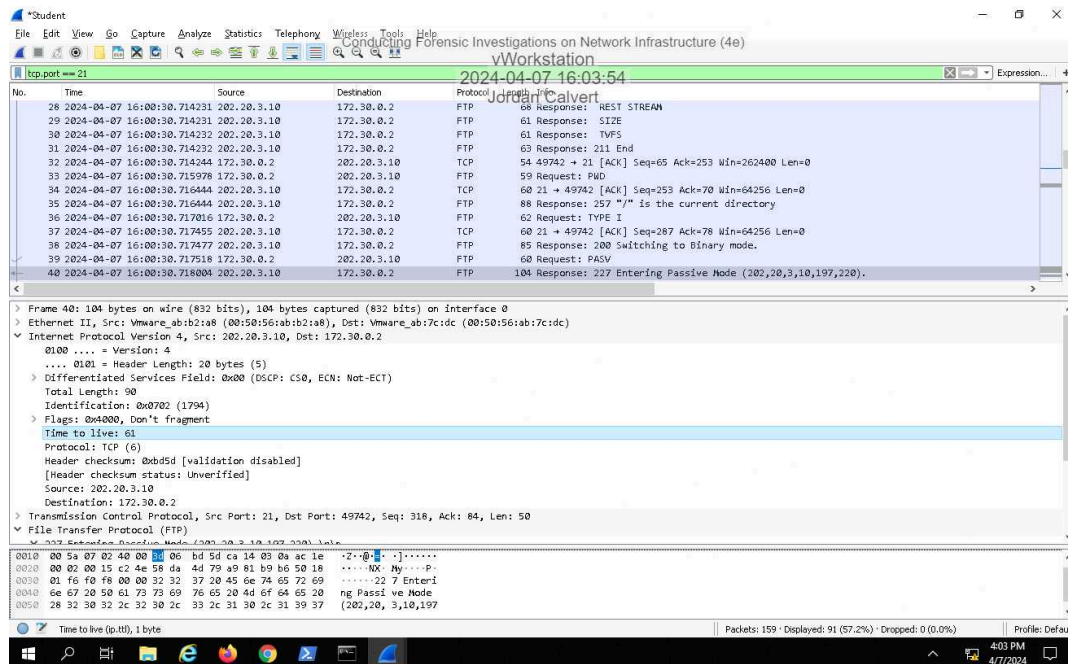 *Student
File Edit View Go Capture Analyze Statistics Telephony Wireless Tools Help
Conducting Forensic Investigations on Network Infrastructure (4e)
vWorkstation
2024-04-07 16:03:54
Jordan Calvert
tcp.port == 21 Expression... +
No. Time Source Destination Protocol Length Info
28 2024-04-07 16:00:30.714231 202.20.3.10 172.30.0.2 FTP 68 Response: REST STREAM
29 2024-04-07 16:00:30.714231 202.20.3.10 172.30.0.2 FTP 61 Response: SIZE
30 2024-04-07 16:00:30.714232 202.20.3.10 172.30.0.2 FTP 61 Response: TVFS
31 2024-04-07 16:00:30.714232 202.20.3.10 172.30.0.2 FTP 63 Response: 211 End
32 2024-04-07 16:00:30.714244 172.30.0.2 202.20.3.10 TCP 54 49742 → 21 [ACK] Seq=65 Ack=253 Win=262400 Len=0
33 2024-04-07 16:00:30.715978 172.30.0.2 202.20.3.10 FTP 59 Request: PWD
34 2024-04-07 16:00:30.716444 202.20.3.10 172.30.0.2 TCP 60 21 → 49742 [ACK] Seq=253 Ack=70 Win=64256 Len=0
35 2024-04-07 16:00:30.716444 202.20.3.10 172.30.0.2 FTP 88 Response: 257 "/" is the current directory
36 2024-04-07 16:00:30.717016 172.30.0.2 202.20.3.10 FTP 62 Request: TYPE I
37 2024-04-07 16:00:30.717455 202.20.3.10 172.30.0.2 TCP 60 21 → 49742 [ACK] Seq=287 Ack=78 Win=64256 Len=0
38 2024-04-07 16:00:30.717477 202.20.3.10 172.30.0.2 FTP 85 Response: 200 Switching to Binary mode.
39 2024-04-07 16:00:30.717518 172.30.0.2 202.20.3.10 FTP 60 Request: PASV
40 2024-04-07 16:00:30.718004 202.20.3.10 172.30.0.2 FTP 104 Response: 227 Entering Passive Mode (202,20,3,10,197,220).
Frame 40: 104 bytes on wire (832 bits), 104 bytes captured (832 bits) on interface 0
Ethernet II, Src: Vmware_ab:b2:a8 (00:50:56:ab:b2:a8), Dst: Vmware_ab:7c:dc (00:50:56:ab:7c:dc)
Internet Protocol Version 4, Src: 202.20.3.10, Dst: 172.30.0.2
0100 .... = Version: 4
.... 0101 = Header Length: 20 bytes (5)
Differentiated Services Field: 0x00 (DSCP: CS0, ECN: Not-ECT)
Total Length: 90
Identification: 0x0702 (1794)
Flags: 0x4000, Don't fragment
Time to live: 61
Protocol: TCP (6)
Header checksum: 0xbd5d [validation disabled]
[Header checksum status: Unverified]
Source: 202.20.3.10
Destination: 172.30.0.2
Transmission Control Protocol, Src Port: 21, Dst Port: 49742, Seq: 318, Ack: 84, Len: 50
File Transfer Protocol (FTP)
227 Entering Passive Mode (202,20,3,10,197,220).\r\n
0010 00 5a 07 02 40 00 3d 06 bd 5d ca 14 03 0a ac 1e ·Z··@·=· ·]······
0020 00 02 00 15 c2 4e 58 da 4d 79 a9 81 b9 b6 50 18 ·····NX· My····P·
0030 01 f6 f0 f8 00 00 32 32 37 20 45 6e 74 65 72 69 ······22 7 Enteri
0040 6e 67 20 50 61 73 73 69 76 65 20 4d 6f 64 65 20 ng Passi ve Mode
0050 28 32 30 32 2c 32 30 2c 33 2c 31 30 2c 31 39 37 (202,20, 3,10,197
Time to live (ip.ttl), 1 byte Packets: 159 · Displayed: 91 (57.2%) · Dropped: 0 (0.0%) Profile: Defau
4:03 PM
4/7/2024